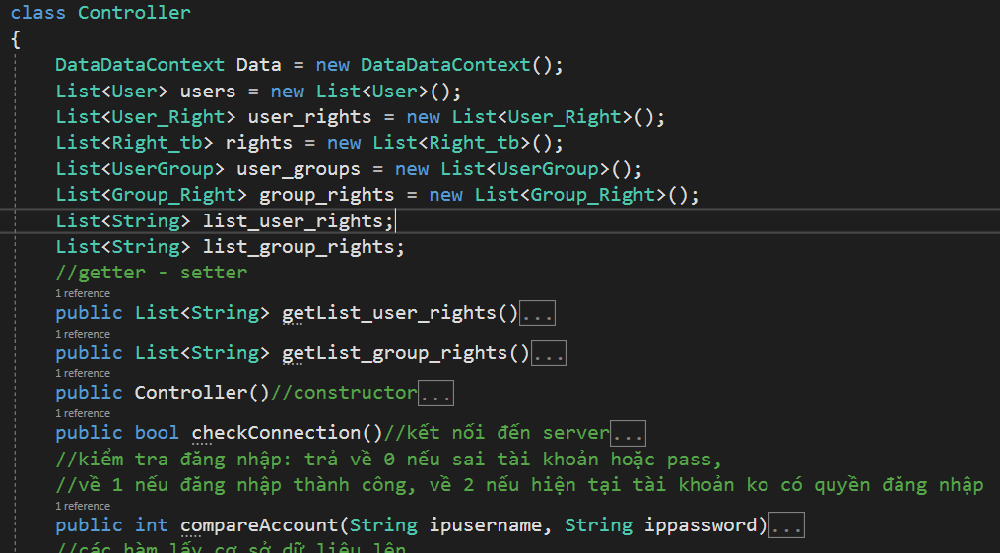 class Controller
{
DataDataContext Data = new DataDataContext();
List<User> users = new List<User>();
List<User_Right> user_rights = new List<User_Right>();
List<Right_tb> rights = new List<Right_tb>();
List<UserGroup> user_groups = new List<UserGroup>();
List<Group_Right> group_rights = new List<Group_Right>();
List<String> list_user_rights;
List<String> list_group_rights;
//getter - setter
1 reference
public List<String> getList_user_rights()...
1 reference
public List<String> getList_group_rights()...
1 reference
public Controller()//constructor...
1 reference
public bool checkConnection()//kết nối đến server...
//kiểm tra đăng nhập: trả về 0 nếu sai tài khoản hoặc pass,
//về 1 nếu đăng nhập thành công, về 2 nếu hiện tại tài khoản ko có quyền đăng nhập
1 reference
public int compareAccount(String ipusername, String ippassword)...
//các hàm lấy cơ sở dữ liệu lên